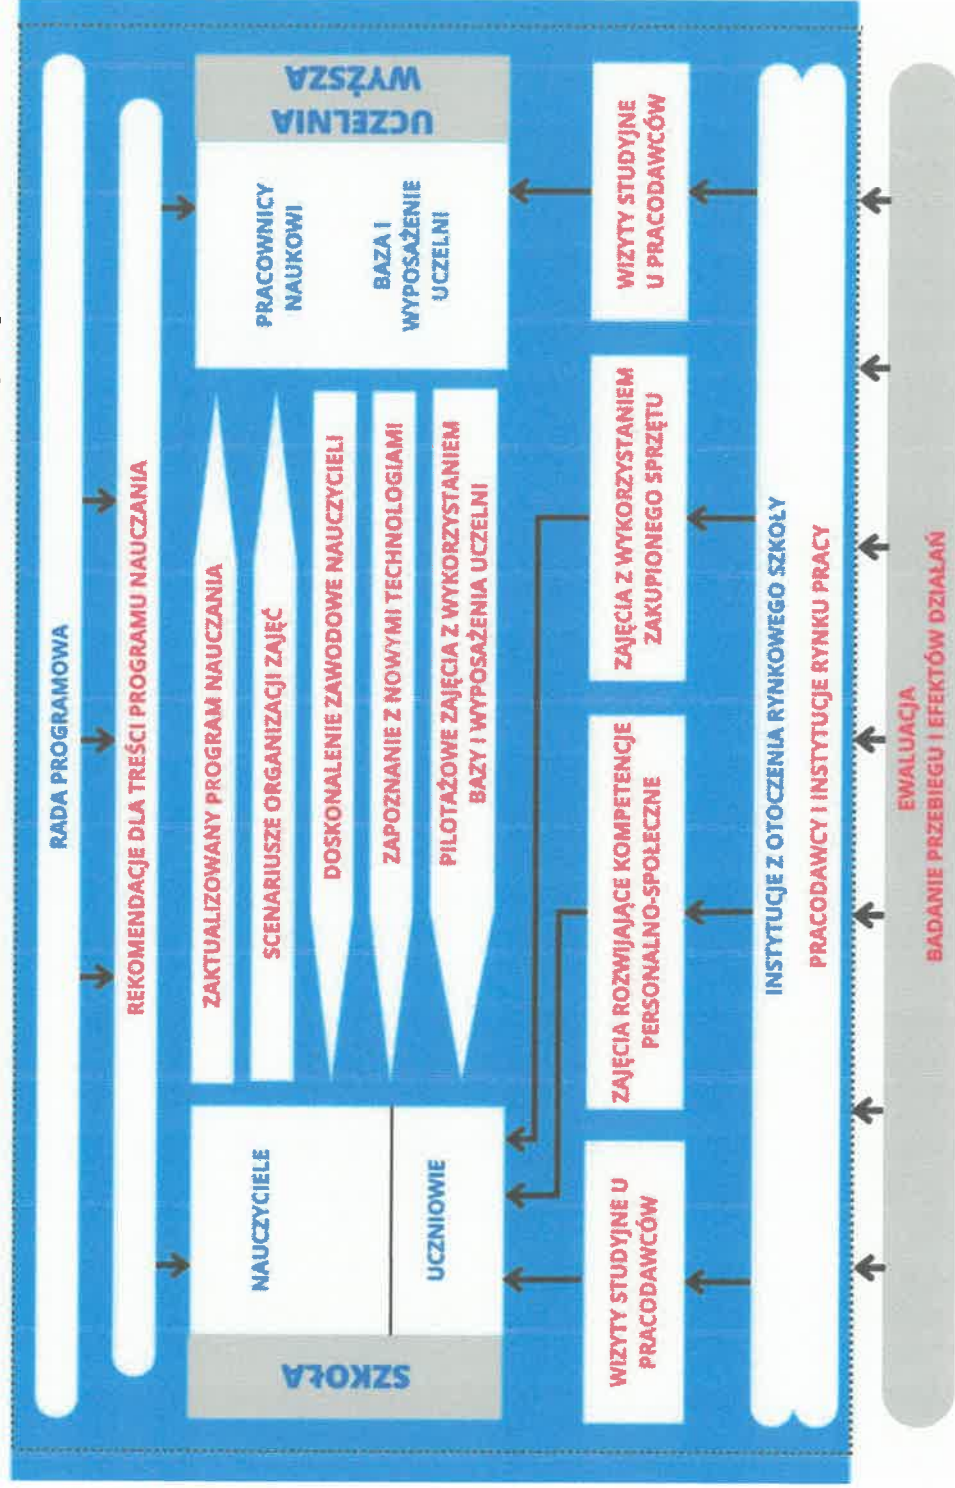 RADA PROGRAMOWA
REKOMENDACJE DLA TREŚCI PROGRAMU NAUCZANIA
SZKOŁA
NAUCZYCIELE
UCZNIOWIE
ZAKTUALIZOWANY PROGRAM NAUCZANIA
SCENARIUSZE ORGANIZACJI ZAJĘĆ
DOSKONALENIE ZAWODOWE NAUCZYCIELI
ZAPOZNANIE Z NOWYMI TECHNOLOGIAMI
PILOTAŻOWE ZAJĘCIA Z WYKORZYSTANIEM
BAZY I WYPOSAŻENIA UCZELNI
PRACOWNICY
NAUKOWI
BAZA I
WYPOSAŻENIE
UCZELNI
UCZELNIA
WYŻSZA
WIZYTY STUDYJNE U
PRACODAWCÓW
ZAJĘCIA ROZWIJAJĄCE KOMPETENCJE
PERSONALNO-SPOŁECZNE
ZAJĘCIA Z WYKORZYSTANIEM
ZAKUPIONEGO SPRZĘTU
WIZYTY STUDYJNE
U PRACODAWCÓW
INSTYTUCJE Z OTOCZENIA RYNKOWEGO SZKOŁY
PRACODAWCY I INSTYTUCJE RYNKU PRACY
EWALUACJA
BADANIE PRZEBIEGU I EFEKTÓW DZIAŁAŃ